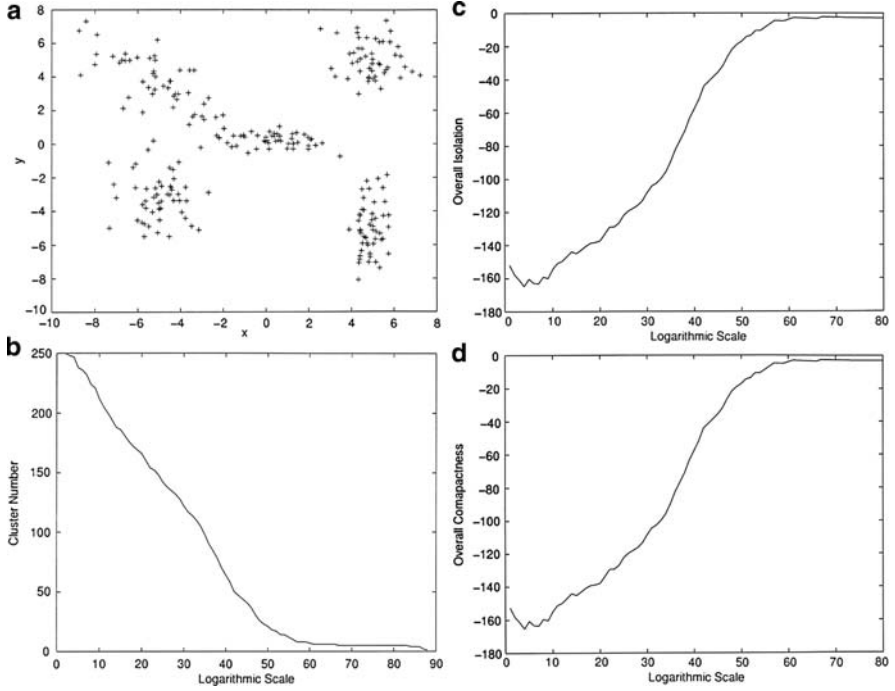 a
8
6
4
2
0
−2
−4
−6
−8
−10
y
−10 −8 −6 −4 −2 0 2 4 6 8
x
b
250
200
150
100
50
0
Cluster Number
0 10 20 30 40 50 60 70 80 90
Logarithmic Scale
c
0
−20
−40
−60
−80
−100
−120
−140
−160
−180
Overall Isolation
0 10 20 30 40 50 60 70 80
Logarithmic Scale
d
0
−20
−40
−60
−80
−100
−120
−140
−160
−180
Overall Comapactness
0 10 20 30 40 50 60 70 80
Logarithmic Scale